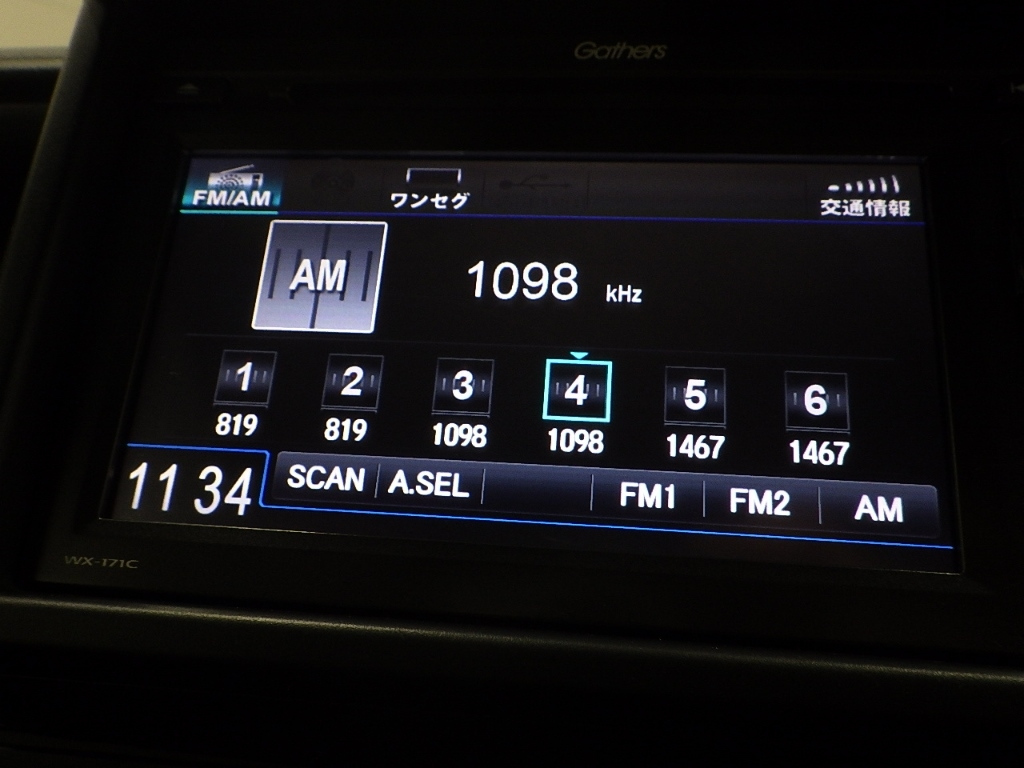 Gathers
FM/AM
ワンセグ
交通情報
AM
1098 kHz
1 2 3 4 5 6
819 819 1098 1098 1467 1467
11 34
SCAN A.SEL FM1 FM2 AM
WX-171C